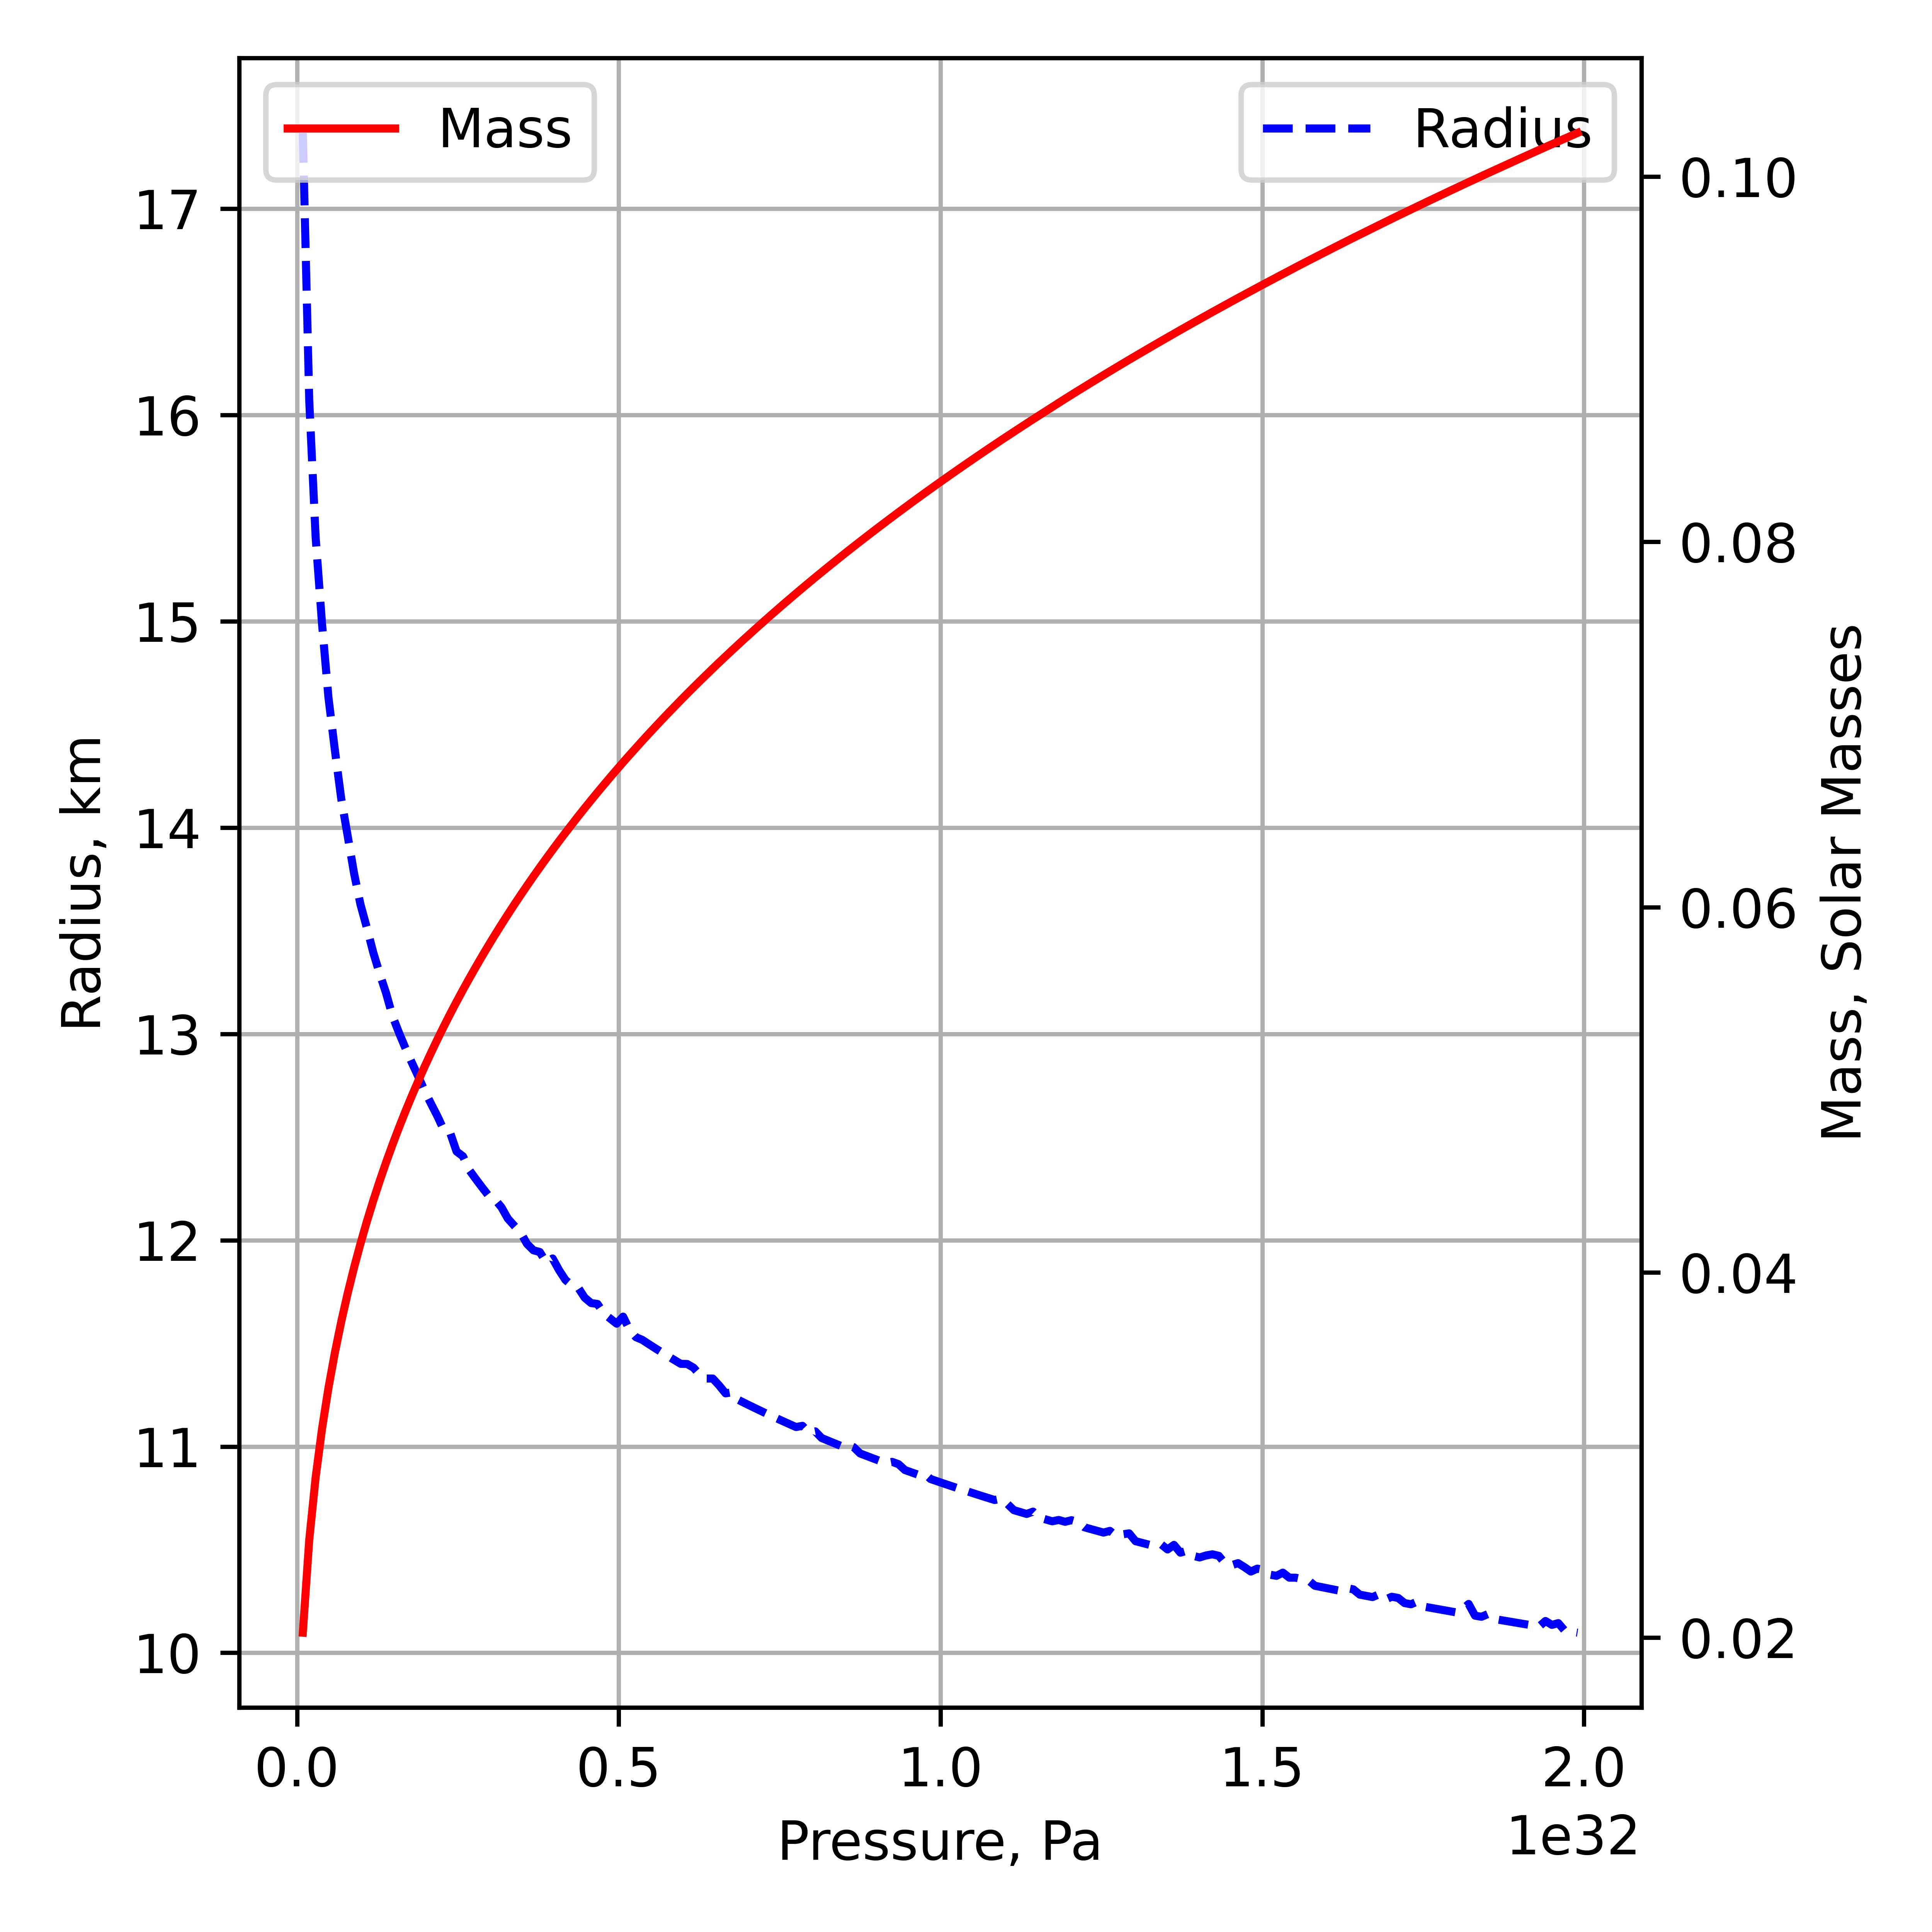 Mass
Radius
17
16
15
14
13
12
11
10
Radius, km
0.10
0.08
0.06
0.04
0.02
Mass, Solar Masses
0.0 0.5 1.0 1.5 2.0
1e32
Pressure, Pa